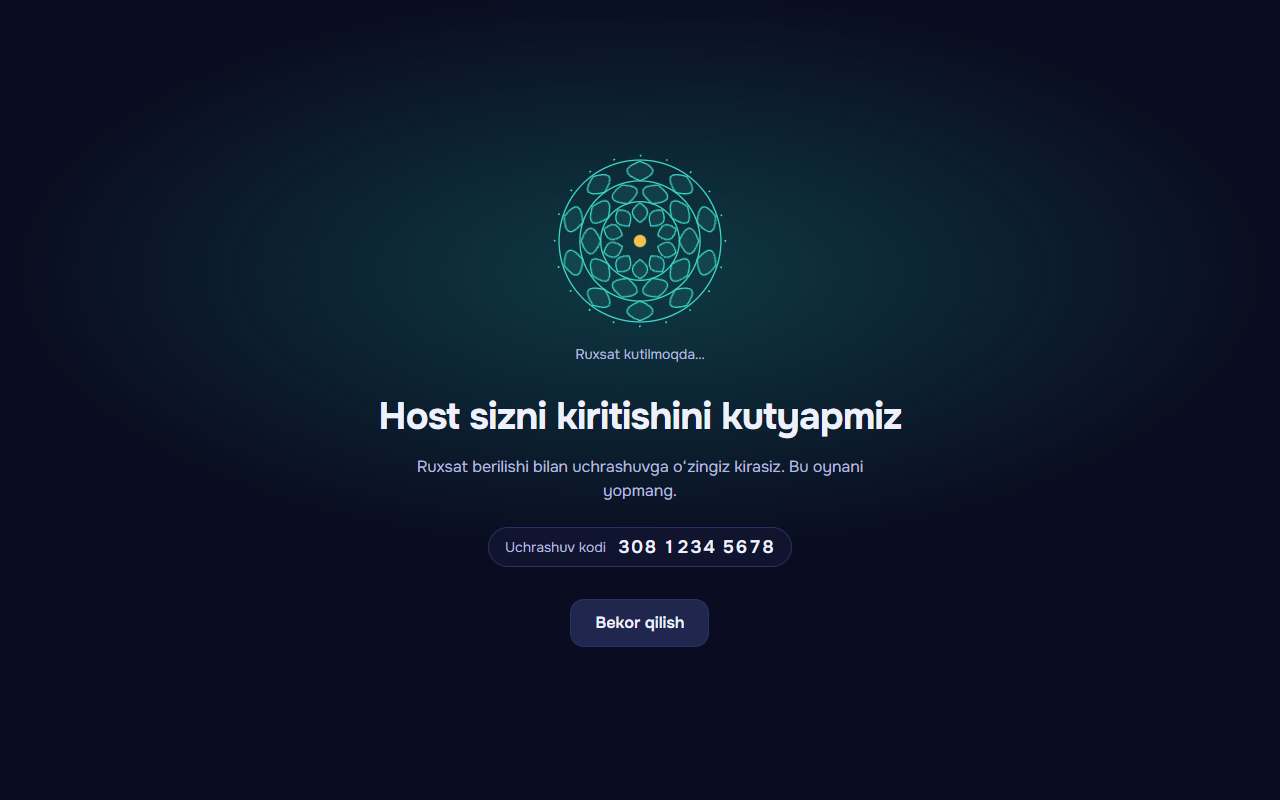 Ruxsat kutilmoqda...
Host sizni kiritishini kutyapmiz
Ruxsat berilishi bilan uchrashuvga oʻzingiz kirasiz. Bu oynani
yopmang.
Uchrashuv kodi 308 1234 5678
Bekor qilish